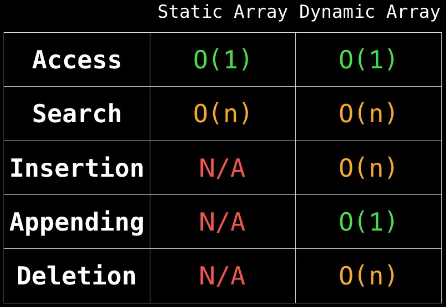 Static Array Dynamic Array
Access O(1) O(1)
Search O(n) O(n)
Insertion N/A O(n)
Appending N/A O(1)
Deletion N/A O(n)